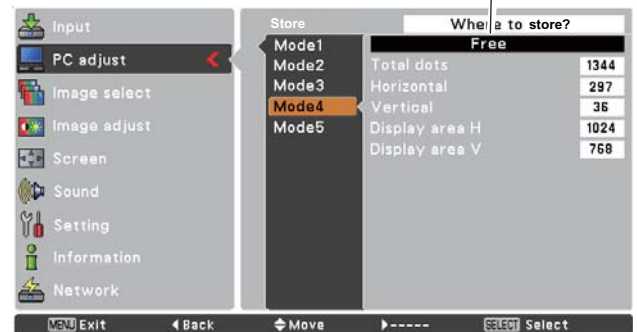 Input
PC adjust
Image select
Image adjust
Screen
Sound
Setting
Information
Network
Store
Mode1
Mode2
Mode3
Mode4
Mode5
Where to store?
Free
Total dots 1344
Horizontal 297
Vertical 36
Display area H 1024
Display area V 768
MENU Exit ◀Back Move ▶----- SELECT Select